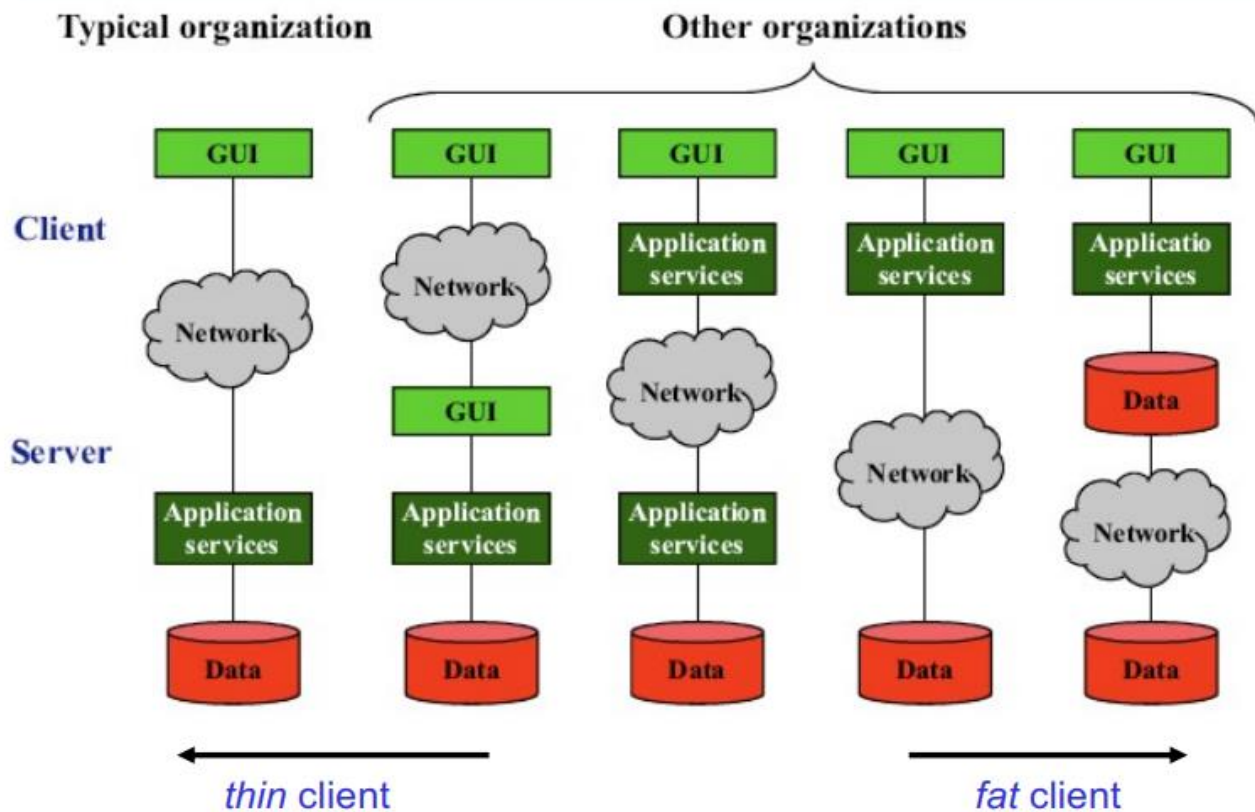 Typical organization
Other organizations
GUI
GUI
GUI
GUI
GUI
Client
Application
services
Application
services
Applicatio
services
Network
Network
Network
Data
GUI
Server
Network
Network
Application
services
Application
services
Application
services
Data
Data
Data
Data
Data
thin client
fat client